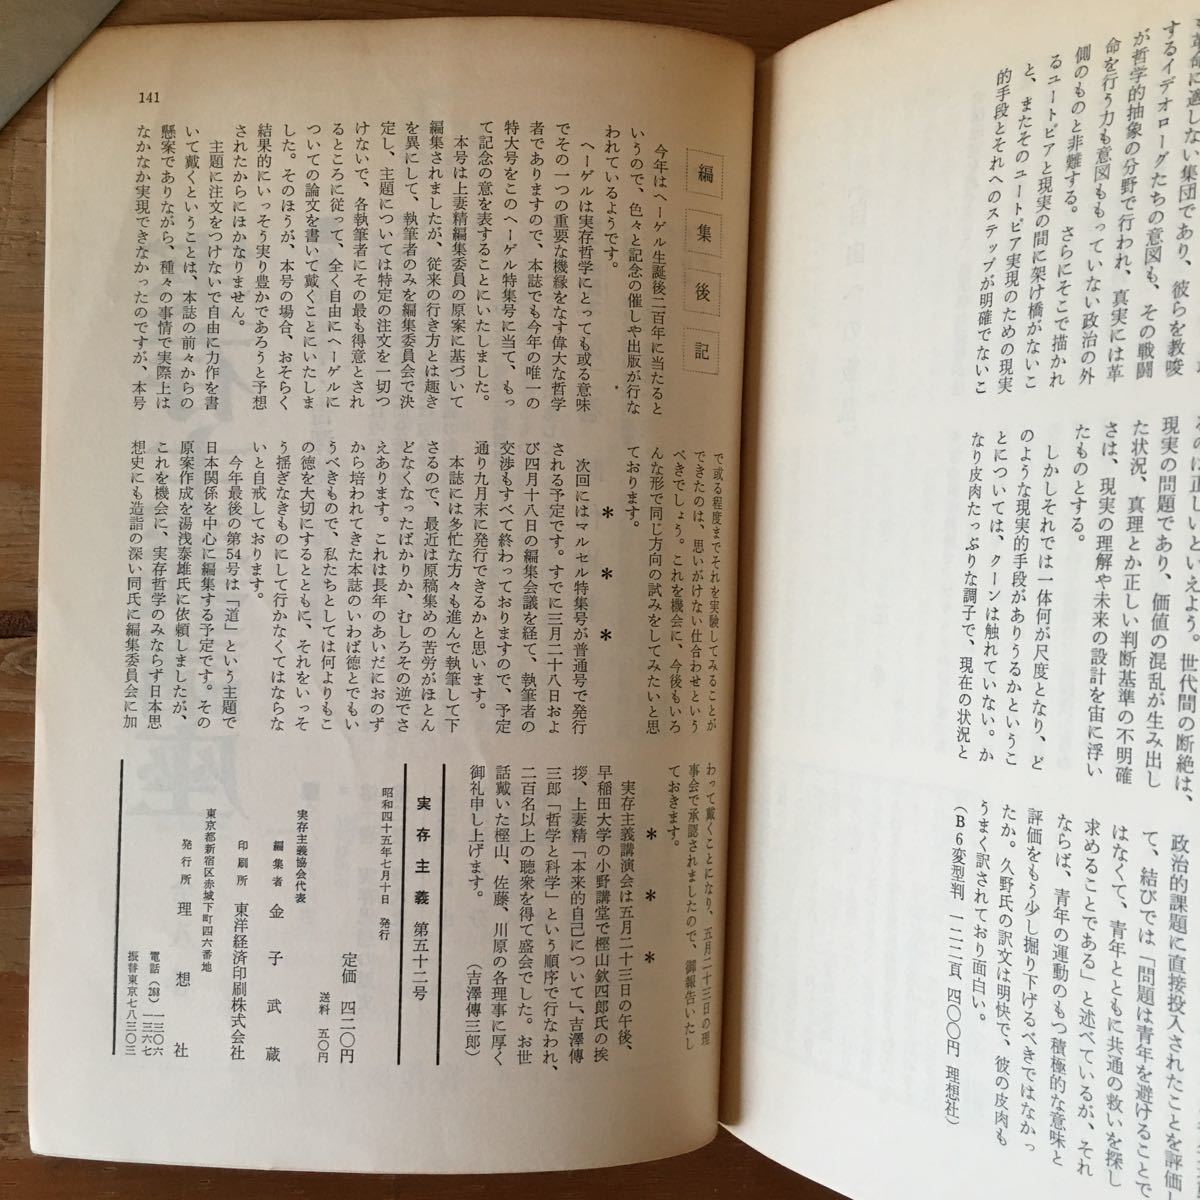 を革命に適しない集団であり、彼らを教唆
するイデオローグたちの意図も、その戦闘
が哲学的抽象の分野で行われ、真実には革
命を行う力も意図ももっていない政治の外
側のものと非難する。さらにそこで描かれ
るユートピアと現実の間に架け橋がないこ
と、またそのユートピア実現のための現実
的手段とそれへのステップが明確でないこ
に正しいといえよう。世代間の断絶は、
現実の問題であり、価値の混乱が生み出し
た状況、真理とか正しい判断基準の不明確
さは、現実の理解や未来の設計を宙に浮い
たものとする。
しかしそれでは一体何が尺度となり、ど
のような現実的手段がありうるかというこ
とについては、クーンは触れていない。か
なり皮肉たっぷりな調子で、現在の状況と
政治的課題に直接投入されたことを評価し
て、結びでは「問題は青年を避けることで
はなくて、青年とともに共通の救いを探し
求めることである」と述べているが、それ
ならば、青年の運動のもつ積極的な意味と
評価をもう少し掘り下げるべきではなかっ
たか。久野氏の訳文は明快で、彼の皮肉も
うまく訳されており面白い。
(B6変型判 一二二頁 四〇〇円 理想社)
編集後記
今年はヘーゲル生誕後二百年に当たると
いうので、色々と記念の催しや出版が行な
われているようです。
ヘーゲルは実存哲学にとっても或る意味
でその一つの重要な機縁をなす偉大な哲学
者でありますので、本誌でも今年の唯一の
特大号をこのヘーゲル特集号に当て、もっ
て記念の意を表することにいたしました。
本号は上妻精編集委員の原案に基づいて
編集されましたが、従来の行き方とは趣き
を異にして、執筆者のみを編集委員会で決
定し、主題については特定の注文を一切つ
けないで、各執筆者にその最も得意とされ
るところに従って、全く自由にヘーゲルに
ついての論文を書いて戴くことにいたしま
した。そのほうが、本号の場合、おそらく
結果的にいっそう実り豊かであろうと予想
されたからにほかなりません。
主題に注文をつけないで自由に力作を書
いて戴くということは、本誌の前々からの
懸案でありながら、種々の事情で実際上は
なかなか実現できなかったのですが、本号
で或る程度までそれを実験してみることが
できたのは、思いがけない仕合わせという
べきでしょう。これを機会に、今後もいろ
んな形で同じ方向の試みをしてみたいと思
っております。
* * *
次回にはマルセル特集号が普通号で発行
される予定です。すでに三月二十八日およ
び四月十八日の編集会議を経て、執筆者の
交渉もすべて終わっておりますので、予定
通り九月末に発行できるかと思います。
本誌には多忙な方々も進んで執筆して下
さるので、最近は原稿集めの苦労がほとん
どなくなったばかりか、むしろその逆でさ
えあります。これは長年のあいだにおのず
から培われてきた本誌のいわば徳とでもい
うべきもので、私たちとしては何よりもこ
の徳を大切にするとともに、それをいっそ
う揺ぎなきものにして行かなくてはならな
いと自戒しております。
今年最後の第54号は「道」という主題で
日本関係を中心に編集する予定です。その
原案作成を湯浅泰雄氏に依頼しましたが、
これを機会に、実存哲学のみならず日本思
想史にも造詣の深い同氏に編集委員会に加
わって戴くことになり、五月二十三日の理
事会で承認されましたので、御報告いたし
ておきます。
* * *
実存主義講演会は五月二十三日の午後、
早稲田大学の小野講堂で樫山欽四郎氏の挨
拶、上妻精「本来的自己について」、吉澤傳
三郎「哲学と科学」という順序で行なわれ、
二百名以上の聴衆を得て盛会でした。お世
話戴いた樫山、佐藤、川原の各理事に厚く
御礼申し上げます。
(吉澤傳三郎)
実存主義 第五十二号
昭和四十五年七月十日 発行
定価 四二〇円
送料 五〇円
実存主義協会代表
編集者 金子武蔵
印刷所 東洋経済印刷株式会社
東京都新宿区赤城下町四六番地
発行所 理想社
電話(268)一三〇六
一三六七
振替東京七八三〇三
141